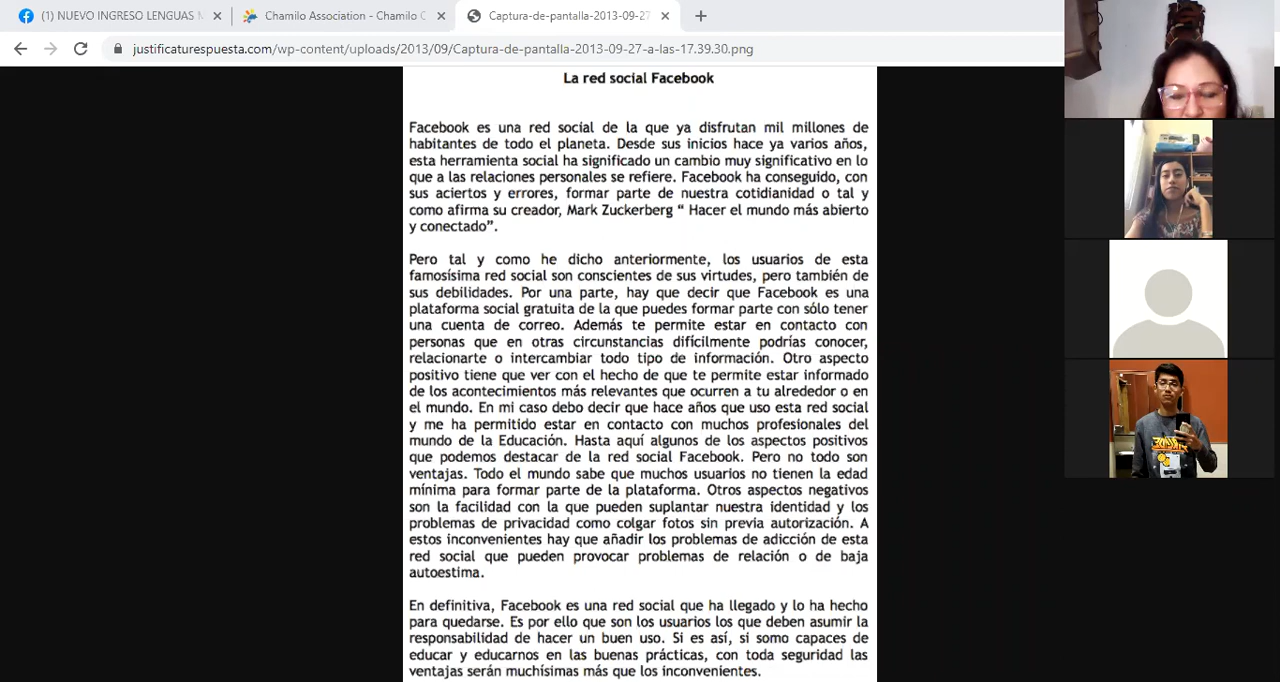 (1) NUEVO INGRESO LENGUAS M
Chamilo Association - Chamilo C
Captura-de-pantalla-2013-09-27-
justificaturespuesta.com/wp-content/uploads/2013/09/Captura-de-pantalla-2013-09-27-a-las-17.39.30.png
La red social Facebook
Facebook es una red social de la que ya disfrutan mil millones de
habitantes de todo el planeta. Desde sus inicios hace ya varios años,
esta herramienta social ha significado un cambio muy significativo en lo
que a las relaciones personales se refiere. Facebook ha conseguido, con
sus aciertos y errores, formar parte de nuestra cotidianidad o tal y
como afirma su creador, Mark Zuckerberg “ Hacer el mundo más abierto
y conectado”.
Pero tal y como he dicho anteriormente, los usuarios de esta
famosísima red social son conscientes de sus virtudes, pero también de
sus debilidades. Por una parte, hay que decir que Facebook es una
plataforma social gratuita de la que puedes formar parte con sólo tener
una cuenta de correo. Además te permite estar en contacto con
personas que en otras circunstancias difícilmente podrías conocer,
relacionarte o intercambiar todo tipo de información. Otro aspecto
positivo tiene que ver con el hecho de que te permite estar informado
de los acontecimientos más relevantes que ocurren a tu alrededor o en
el mundo. En mi caso debo decir que hace años que uso esta red social
y me ha permitido estar en contacto con muchos profesionales del
mundo de la Educación. Hasta aquí algunos de los aspectos positivos
que podemos destacar de la red social Facebook. Pero no todo son
ventajas. Todo el mundo sabe que muchos usuarios no tienen la edad
mínima para formar parte de la plataforma. Otros aspectos negativos
son la facilidad con la que pueden suplantar nuestra identidad y los
problemas de privacidad como colgar fotos sin previa autorización. A
estos inconvenientes hay que añadir los problemas de adicción de esta
red social que pueden provocar problemas de relación o de baja
autoestima.
En definitiva, Facebook es una red social que ha llegado y lo ha hecho
para quedarse. Es por ello que son los usuarios los que deben asumir la
responsabilidad de hacer un buen uso. Si es así, si somo capaces de
educar y educarnos en las buenas prácticas, con toda seguridad las
ventajas serán muchísimas más que los inconvenientes.